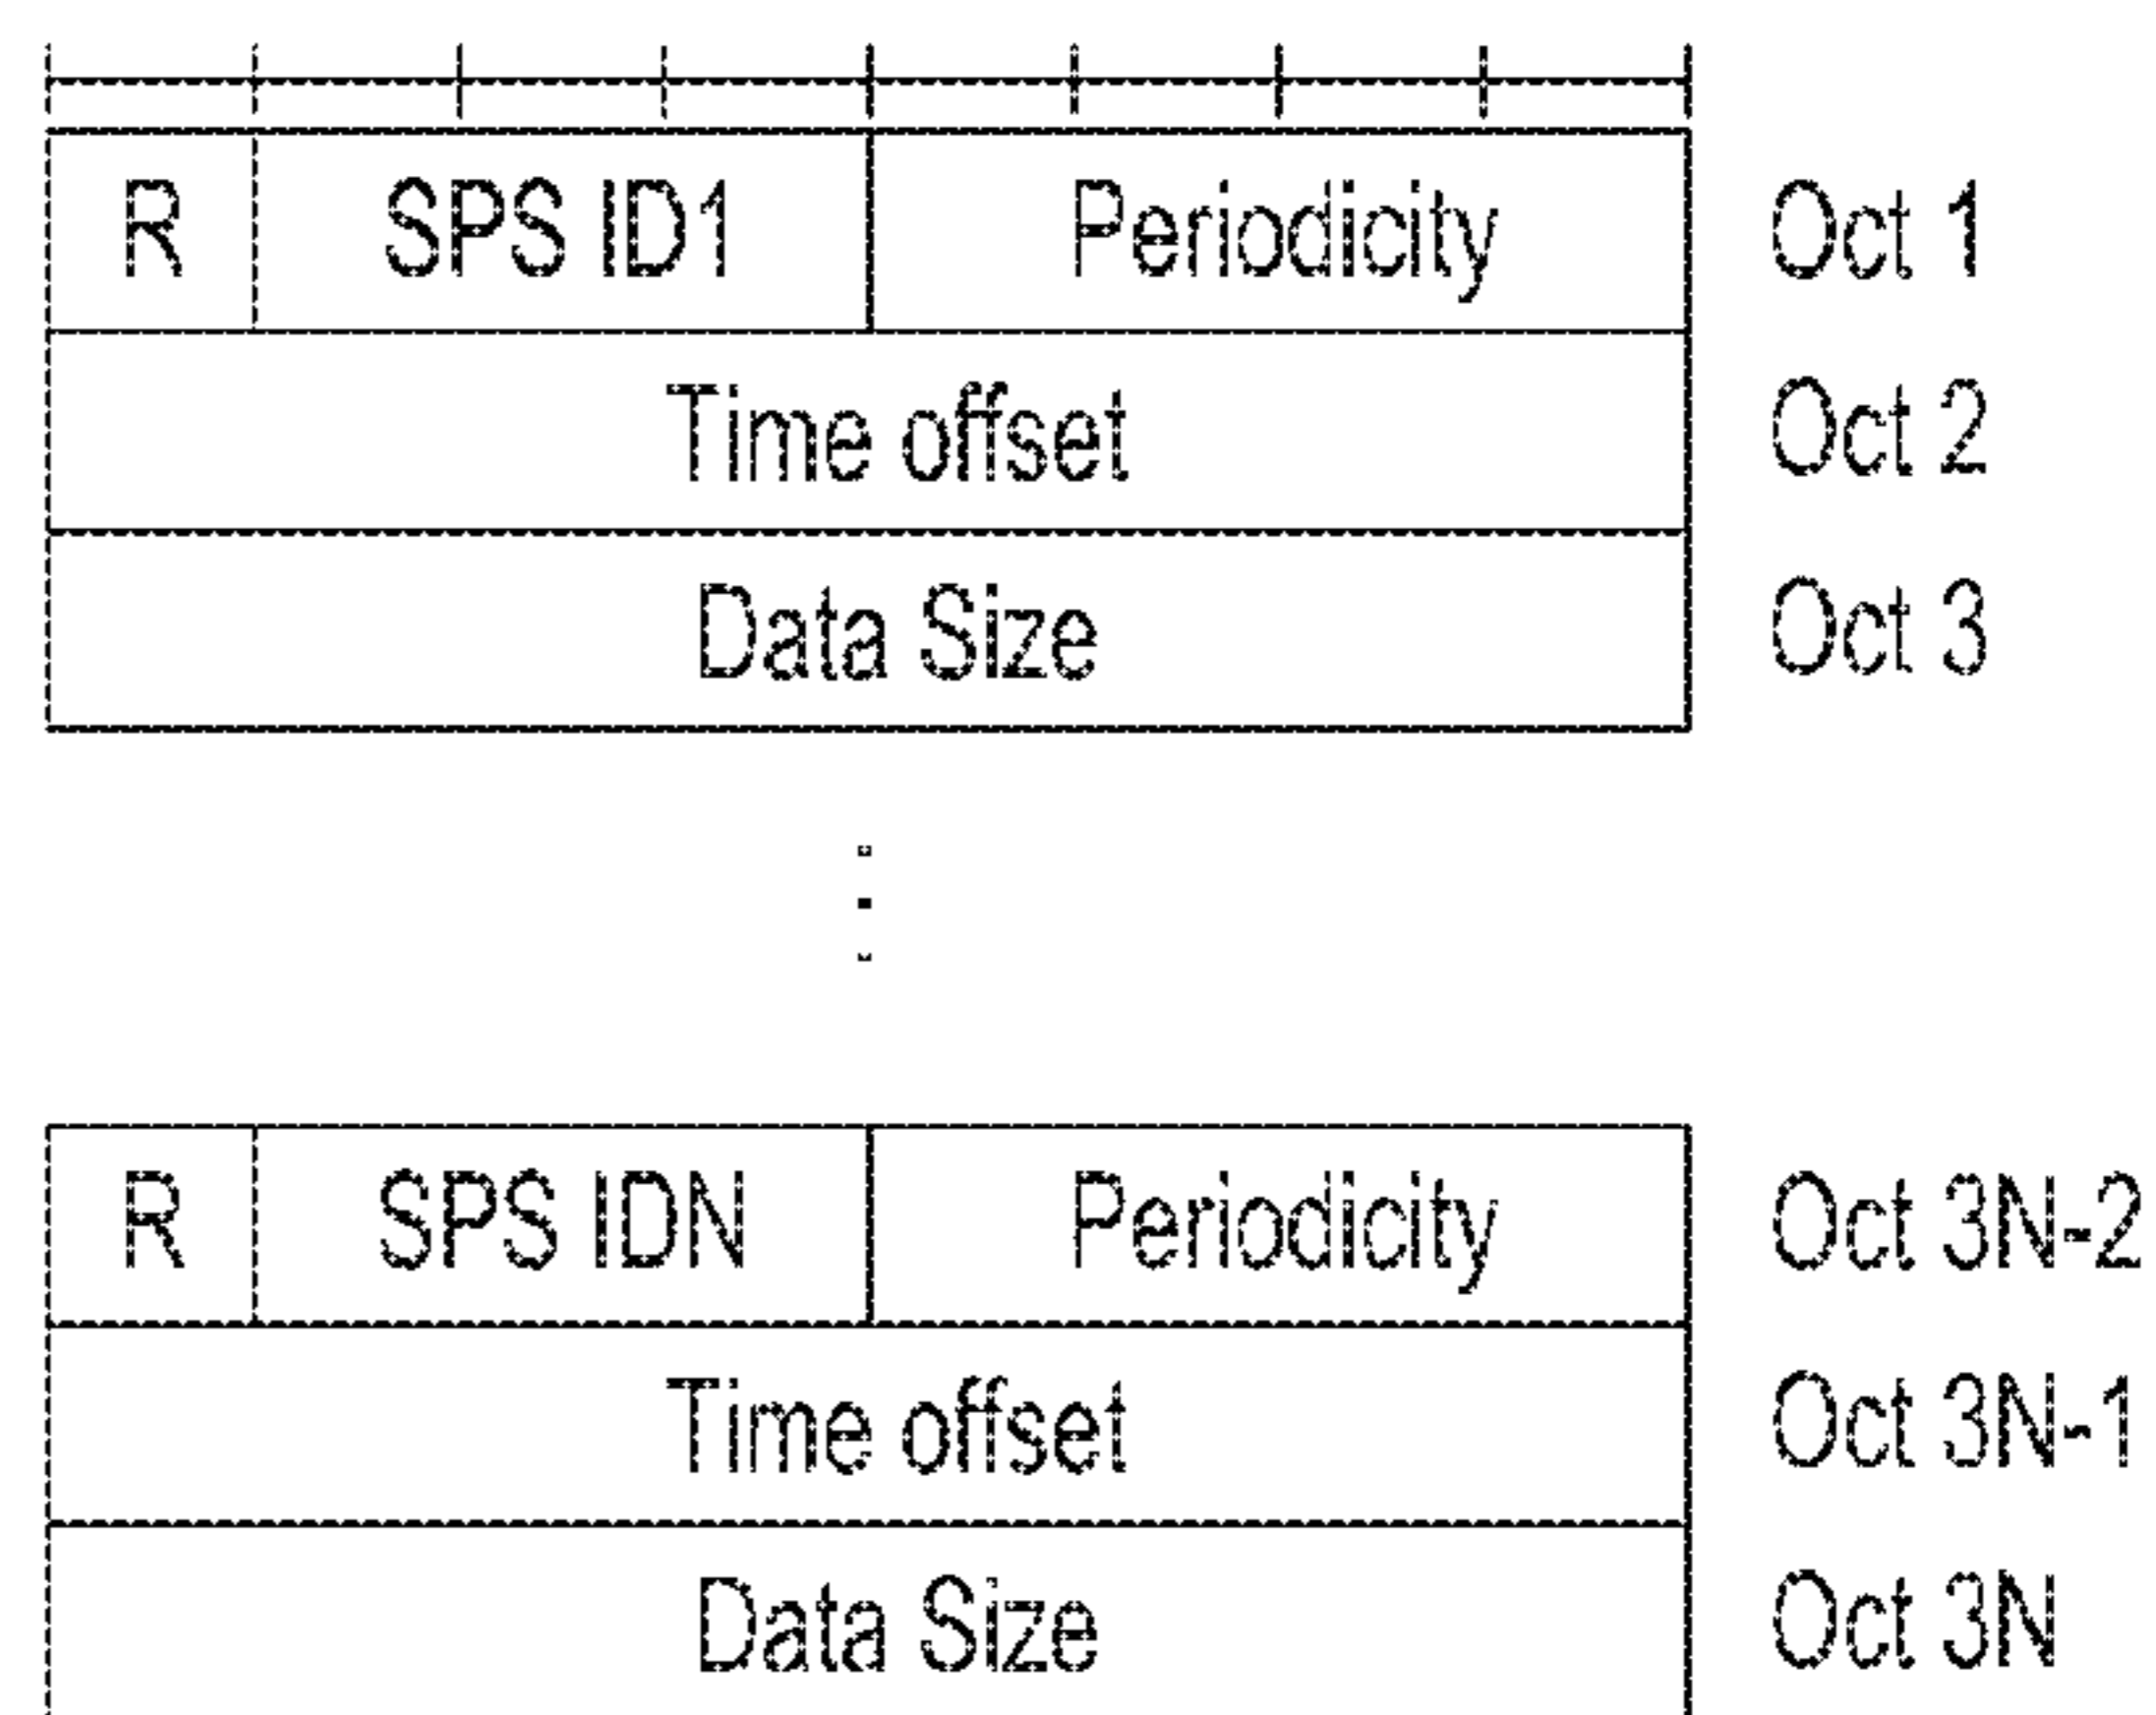 R SPS ID1 Periodicity Oct 1
Time offset Oct 2
Data Size Oct 3
R SPS IDN Periodicity Oct 3N-2
Time offset Oct 3N-1
Data Size Oct 3N